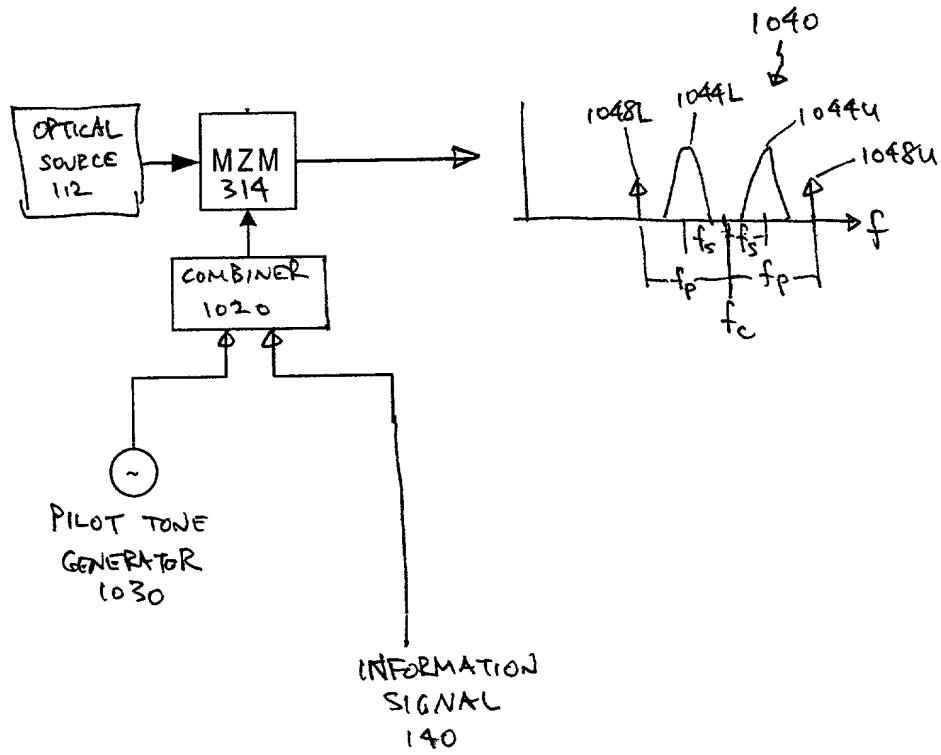 OPTICAL
SOURCE
112
MZM
314
COMBINER
1020
~
PILOT TONE
GENERATOR
1030
INFORMATION
SIGNAL
140
1040
1048L
1044L
1044U
1048U
f
fs
fs
fp
fp
fc